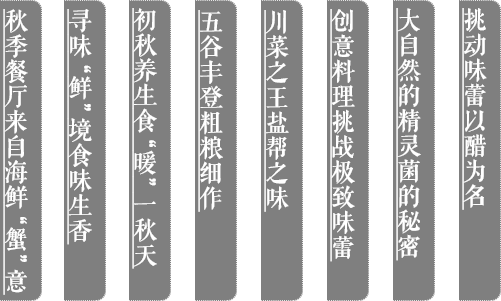 秋季餐厅来自海鲜“蟹”意
寻味“鲜”境食味生香
初秋养生食“暖”一秋天
五谷丰登粗粮细作
川菜之王盐帮之味
创意料理挑战极致味蕾
大自然的精灵菌的秘密
挑动味蕾以醋为名